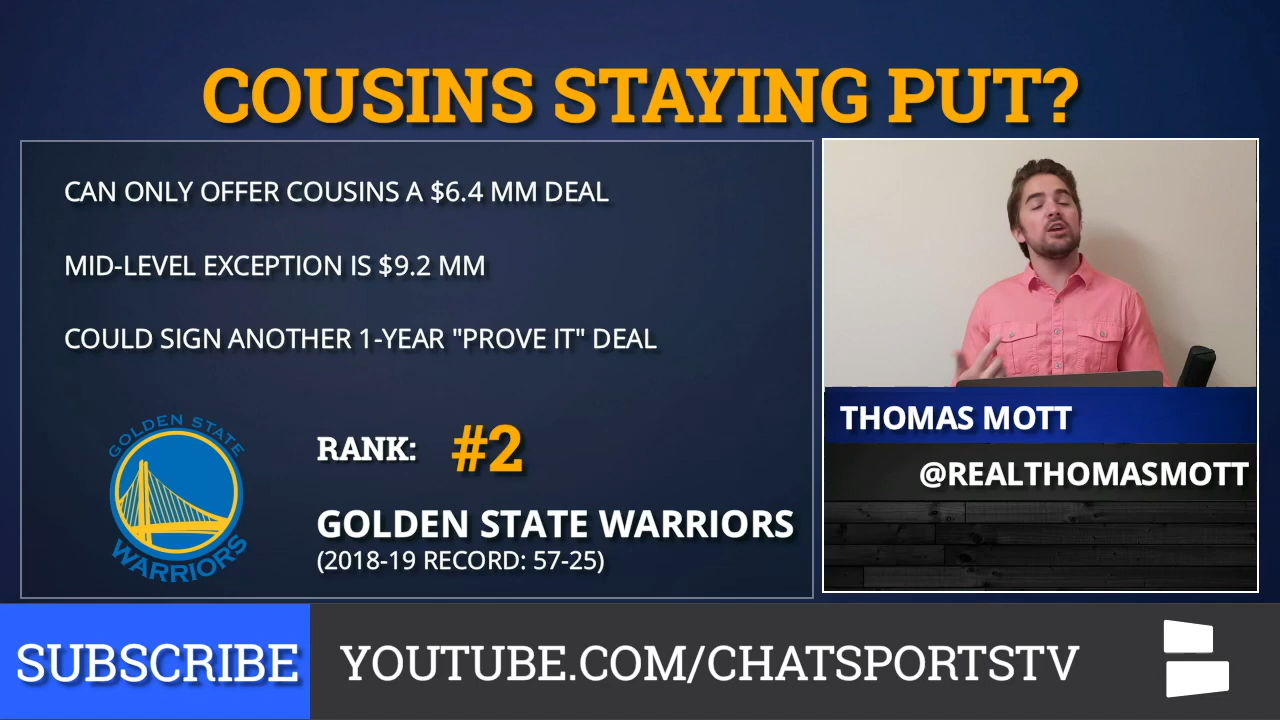 COUSINS STAYING PUT?
CAN ONLY OFFER COUSINS A $6.4 MM DEAL
MID-LEVEL EXCEPTION IS $9.2 MM
COULD SIGN ANOTHER 1-YEAR "PROVE IT" DEAL
GOLDEN STATE
WARRIORS
RANK: #2
GOLDEN STATE WARRIORS
(2018-19 RECORD: 57-25)
THOMAS MOTT
@REALTHOMASMOTT
SUBSCRIBE
YOUTUBE.COM/CHATSPORTSTV